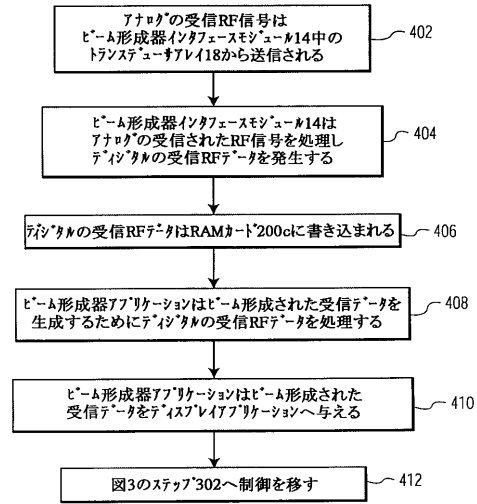 アナログの受信RF信号は
ビーム形成器インタフェースモジュール14中の
トランスデューサアレイ18から送信される
402
ビーム形成器インタフェースモジュール14は
アナログの受信されたRF信号を処理し
ディジタルの受信RFデータを発生する
404
ディジタルの受信RFデータはRAMカード200cに書き込まれる
406
ビーム形成器アプリケーションはビーム形成された受信データを
生成するためにディジタルの受信RFデータを処理する
408
ビーム形成器アプリケーションはビーム形成された
受信データをディスプレイアプリケーションへ与える
410
図3のステップ302へ制御を移す
412